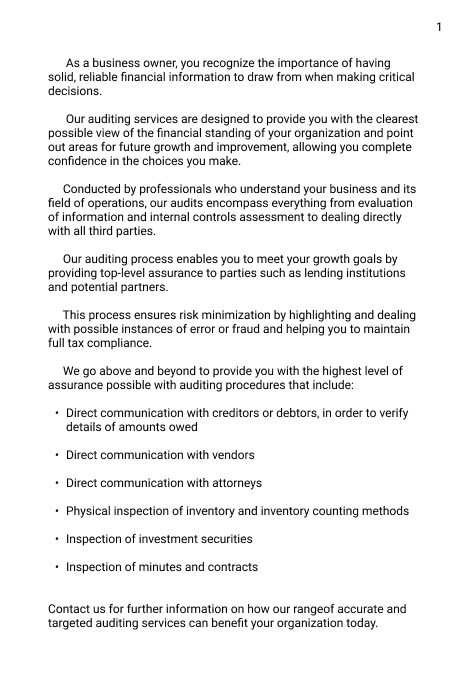 1
As a business owner, you recognize the importance of having
solid, reliable financial information to draw from when making critical
decisions.
Our auditing services are designed to provide you with the clearest
possible view of the financial standing of your organization and point
out areas for future growth and improvement, allowing you complete
confidence in the choices you make.
Conducted by professionals who understand your business and its
field of operations, our audits encompass everything from evaluation
of information and internal controls assessment to dealing directly
with all third parties.
Our auditing process enables you to meet your growth goals by
providing top-level assurance to parties such as lending institutions
and potential partners.
This process ensures risk minimization by highlighting and dealing
with possible instances of error or fraud and helping you to maintain
full tax compliance.
We go above and beyond to provide you with the highest level of
assurance possible with auditing procedures that include:
• Direct communication with creditors or debtors, in order to verify
details of amounts owed
• Direct communication with vendors
• Direct communication with attorneys
• Physical inspection of inventory and inventory counting methods
• Inspection of investment securities
• Inspection of minutes and contracts
Contact us for further information on how our rangeof accurate and
targeted auditing services can benefit your organization today.